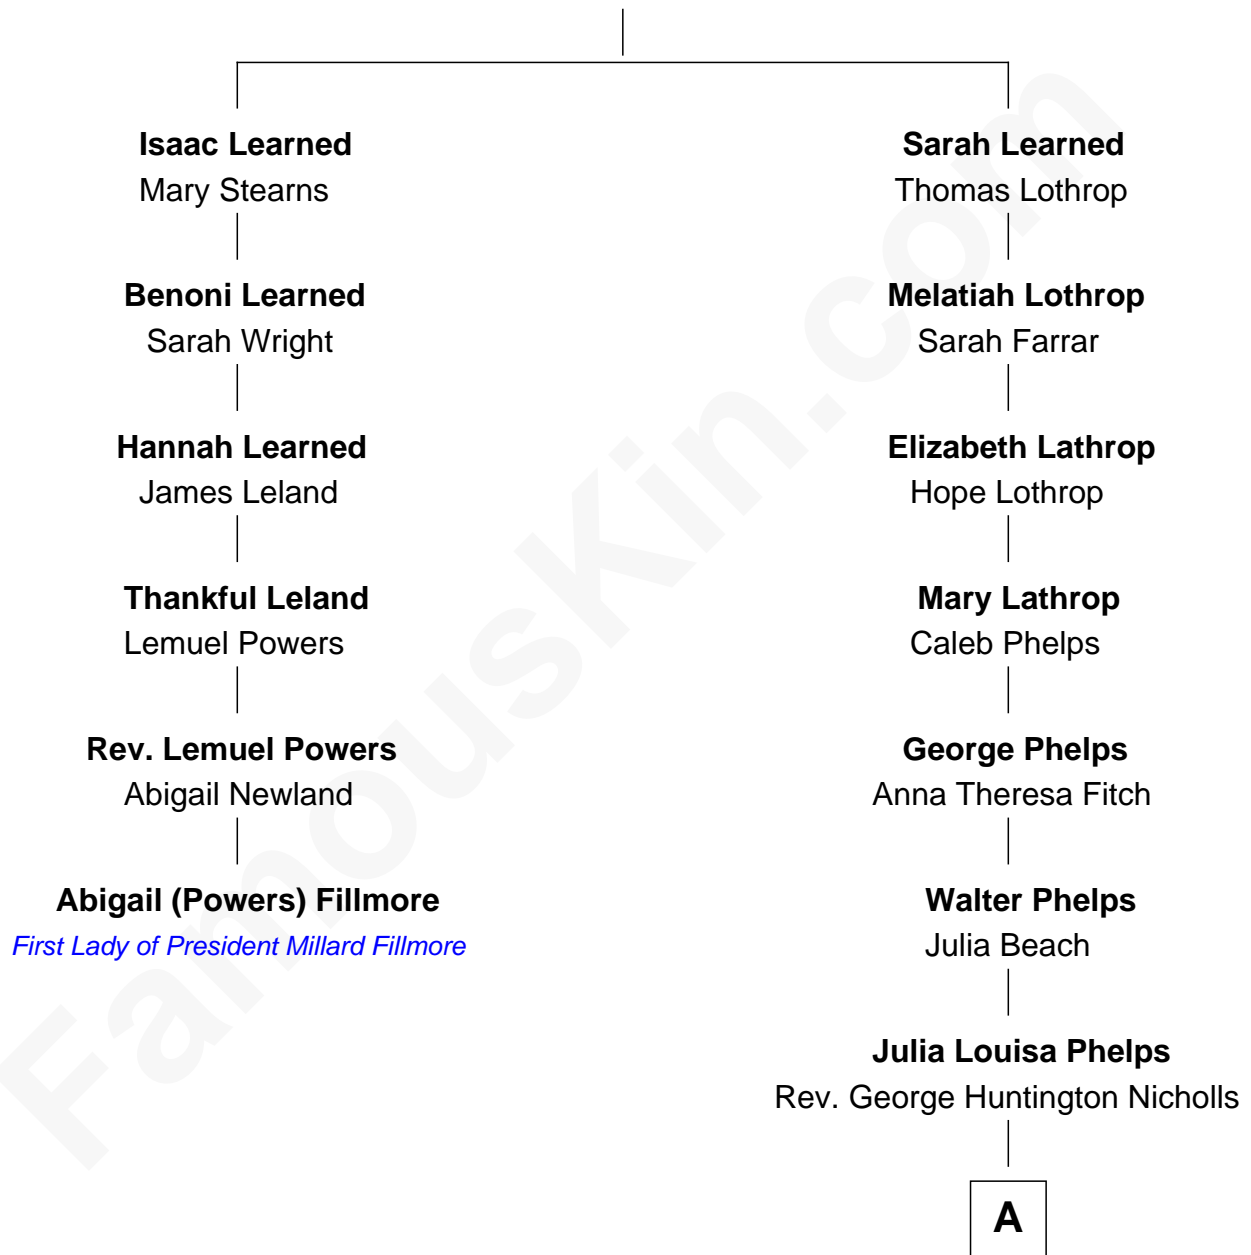 Isaac Learned
Mary Stearns
Benoni Learned
Sarah Wright
Hannah Learned
James Leland
Thankful Leland
Lemuel Powers
Rev. Lemuel Powers
Abigail Newland
Abigail (Powers) Fillmore
First Lady of President Millard Fillmore
Sarah Learned
Thomas Lothrop
Melatiah Lothrop
Sarah Farrar
Elizabeth Lathrop
Hope Lothrop
Mary Lathrop
Caleb Phelps
George Phelps
Anna Theresa Fitch
Walter Phelps
Julia Beach
Julia Louisa Phelps
Rev. George Huntington Nicholls
A
FamousKin.com